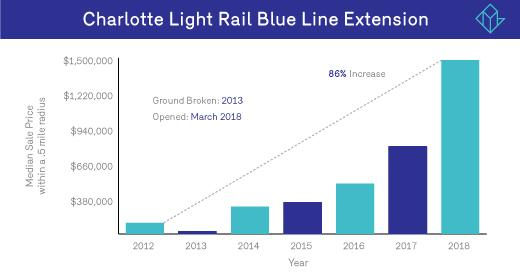 Charlotte Light Rail Blue Line Extension
$1,500,000
86% Increase
$1,220,000
Ground Broken: 2013
Opened: March 2018
$940,000
Median Sale Price
within a .5 mile radius
$660,000
$380,000
2012 2013 2014 2015 2016 2017 2018
Year